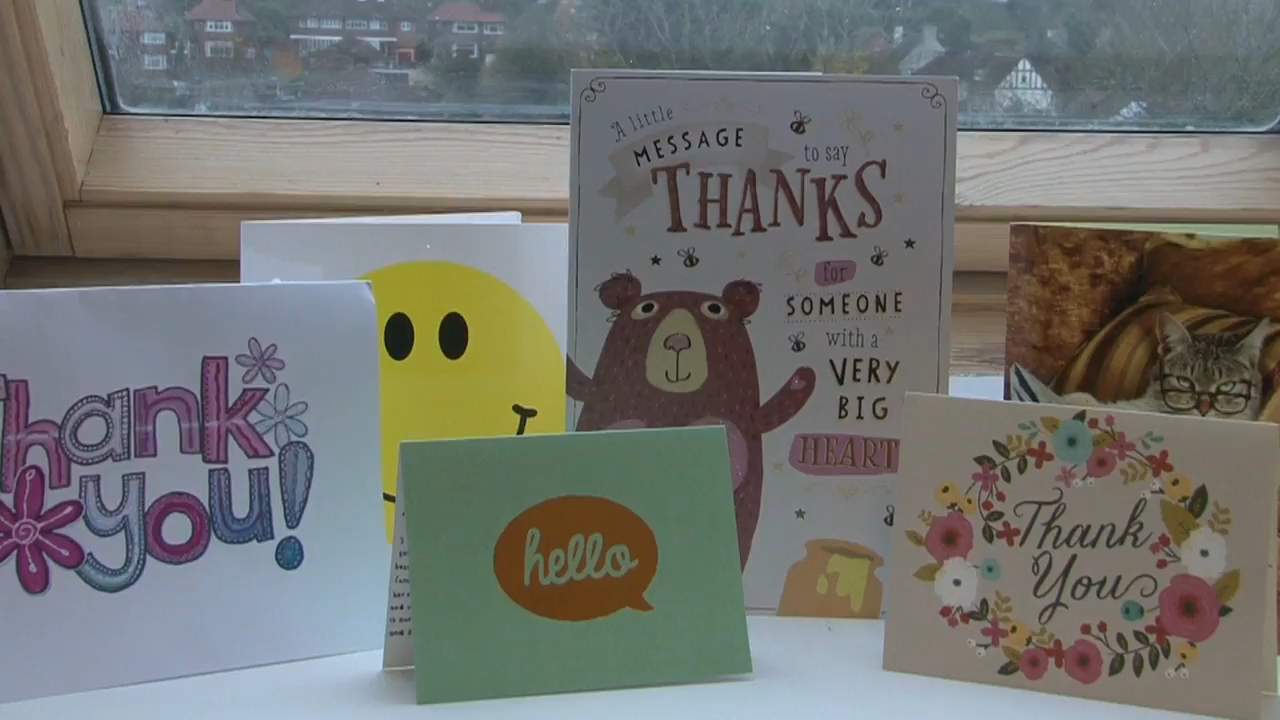 A little
MESSAGE
to say
THANKS
for
SOMEONE
with a
VERY
BIG
HEART
Thank
you!
hello
Thank
You